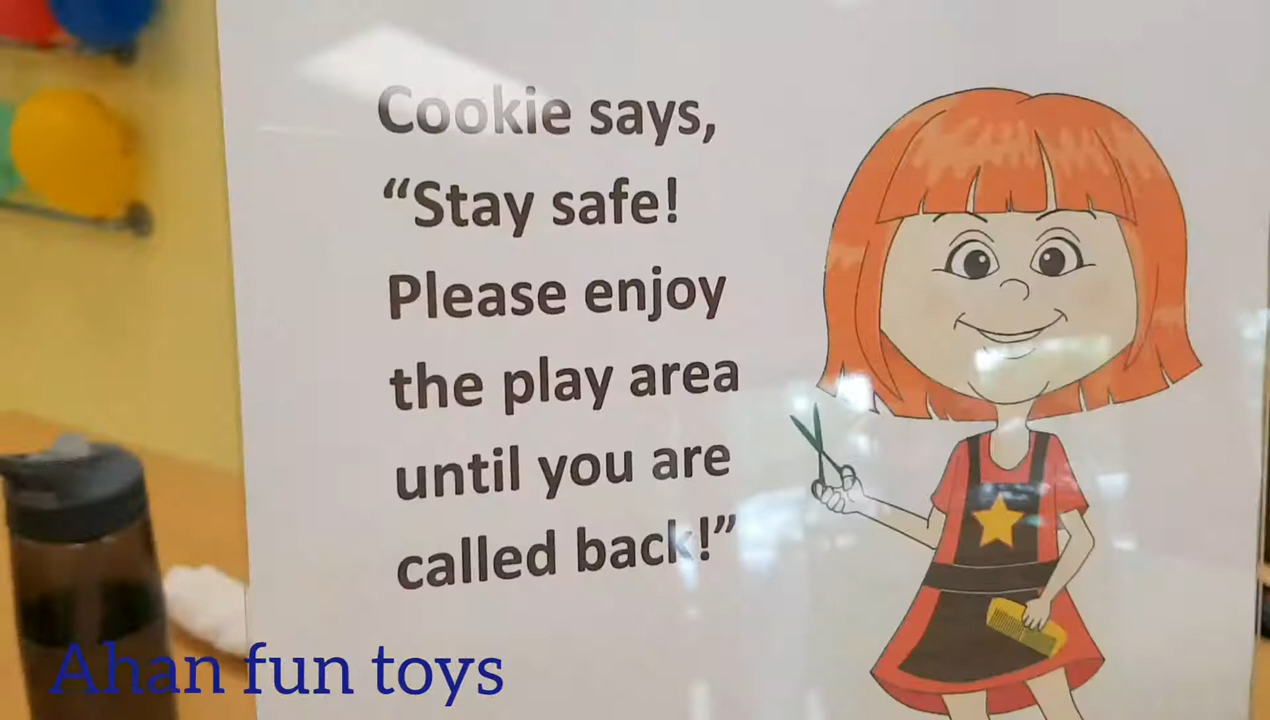 Cookie says,
“Stay safe!
Please enjoy
the play area
until you are
called back!”
Ahan fun toys